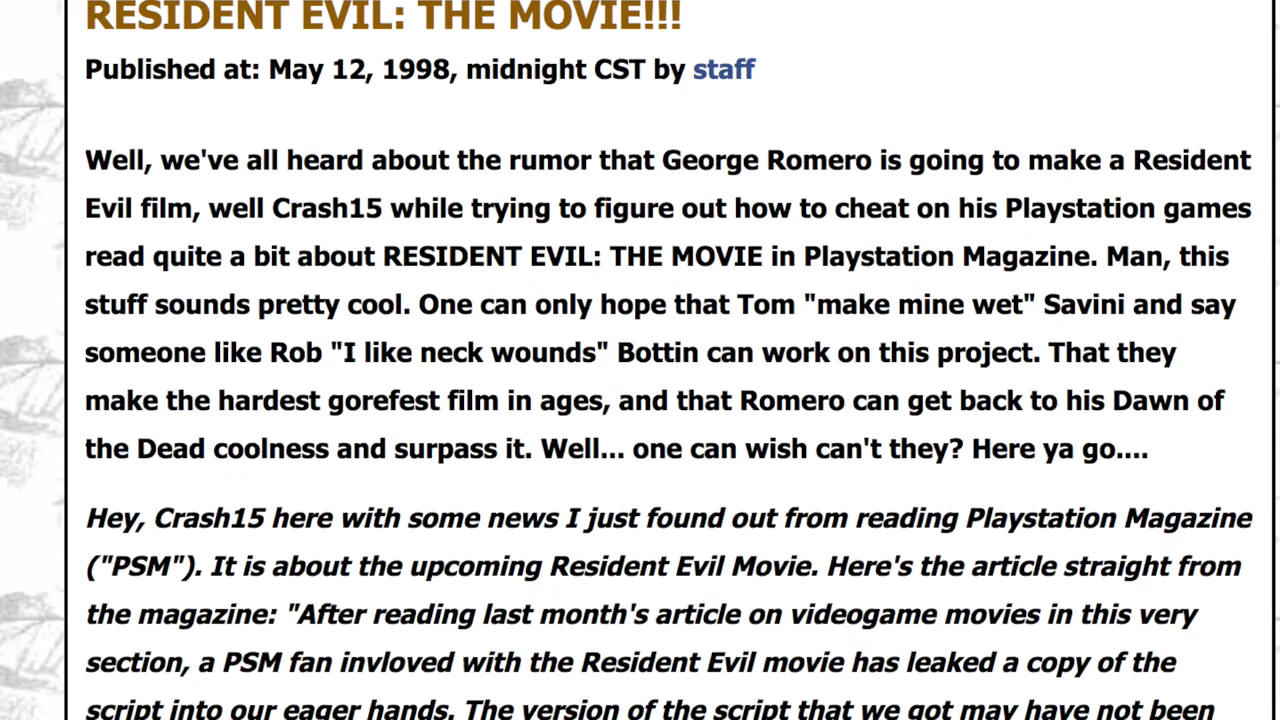 RESIDENT EVIL: THE MOVIE!!!
Published at: May 12, 1998, midnight CST by staff
Well, we've all heard about the rumor that George Romero is going to make a Resident
Evil film, well Crash15 while trying to figure out how to cheat on his Playstation games
read quite a bit about RESIDENT EVIL: THE MOVIE in Playstation Magazine. Man, this
stuff sounds pretty cool. One can only hope that Tom "make mine wet" Savini and say
someone like Rob "I like neck wounds" Bottin can work on this project. That they
make the hardest gorefest film in ages, and that Romero can get back to his Dawn of
the Dead coolness and surpass it. Well... one can wish can't they? Here ya go....
Hey, Crash15 here with some news I just found out from reading Playstation Magazine
("PSM"). It is about the upcoming Resident Evil Movie. Here's the article straight from
the magazine: "After reading last month's article on videogame movies in this very
section, a PSM fan invloved with the Resident Evil movie has leaked a copy of the
script into our eager hands. The version of the script that we got may have not been